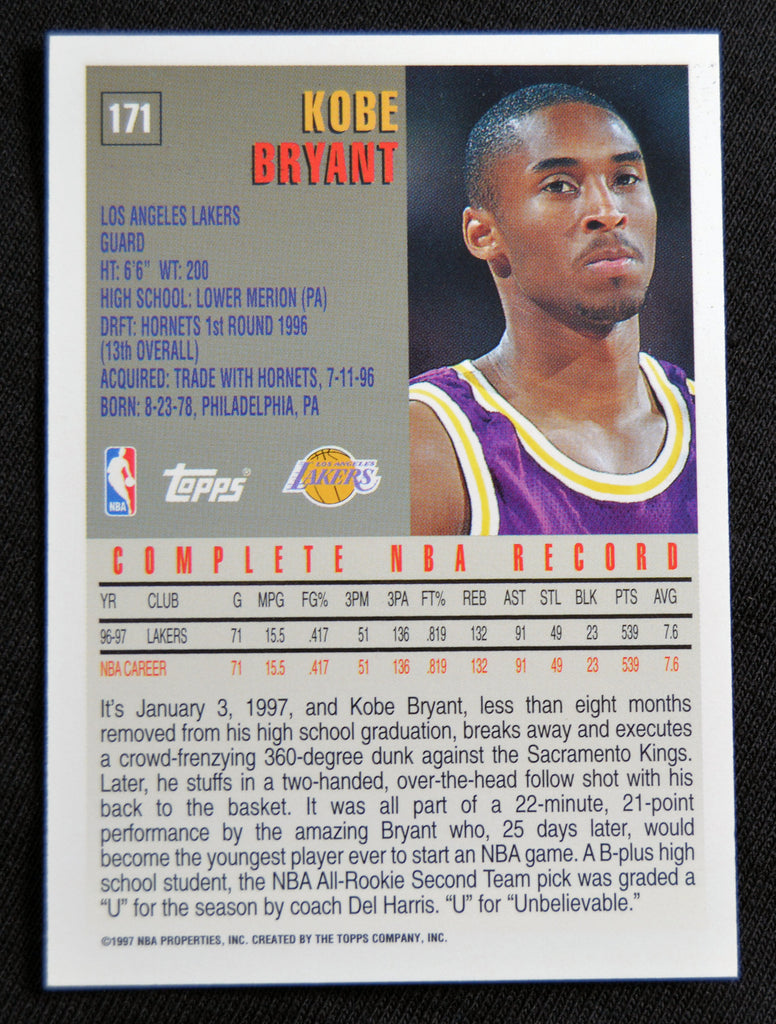 171
KOBE
BRYANT
LOS ANGELES LAKERS
GUARD
HT: 6'6" WT: 200
HIGH SCHOOL: LOWER MERION (PA)
DRFT: HORNETS 1st ROUND 1996
(13th OVERALL)
ACQUIRED: TRADE WITH HORNETS, 7-11-96
BORN: 8-23-78, PHILADELPHIA, PA
NBA
Topps®
LOS ANGELES
LAKERS
COMPLETE NBA RECORD
YR CLUB G MPG FG% 3PM 3PA FT% REB AST STL BLK PTS AVG
96-97 LAKERS 71 15.5 .417 51 136 .819 132 91 49 23 539 7.6
NBA CAREER 71 15.5 .417 51 136 .819 132 91 49 23 539 7.6
It's January 3, 1997, and Kobe Bryant, less than eight months
removed from his high school graduation, breaks away and executes
a crowd-frenzying 360-degree dunk against the Sacramento Kings.
Later, he stuffs in a two-handed, over-the-head follow shot with his
back to the basket. It was all part of a 22-minute, 21-point
performance by the amazing Bryant who, 25 days later, would
become the youngest player ever to start an NBA game. A B-plus high
school student, the NBA All-Rookie Second Team pick was graded a
"U" for the season by coach Del Harris. "U" for "Unbelievable."
©1997 NBA PROPERTIES, INC. CREATED BY THE TOPPS COMPANY, INC.